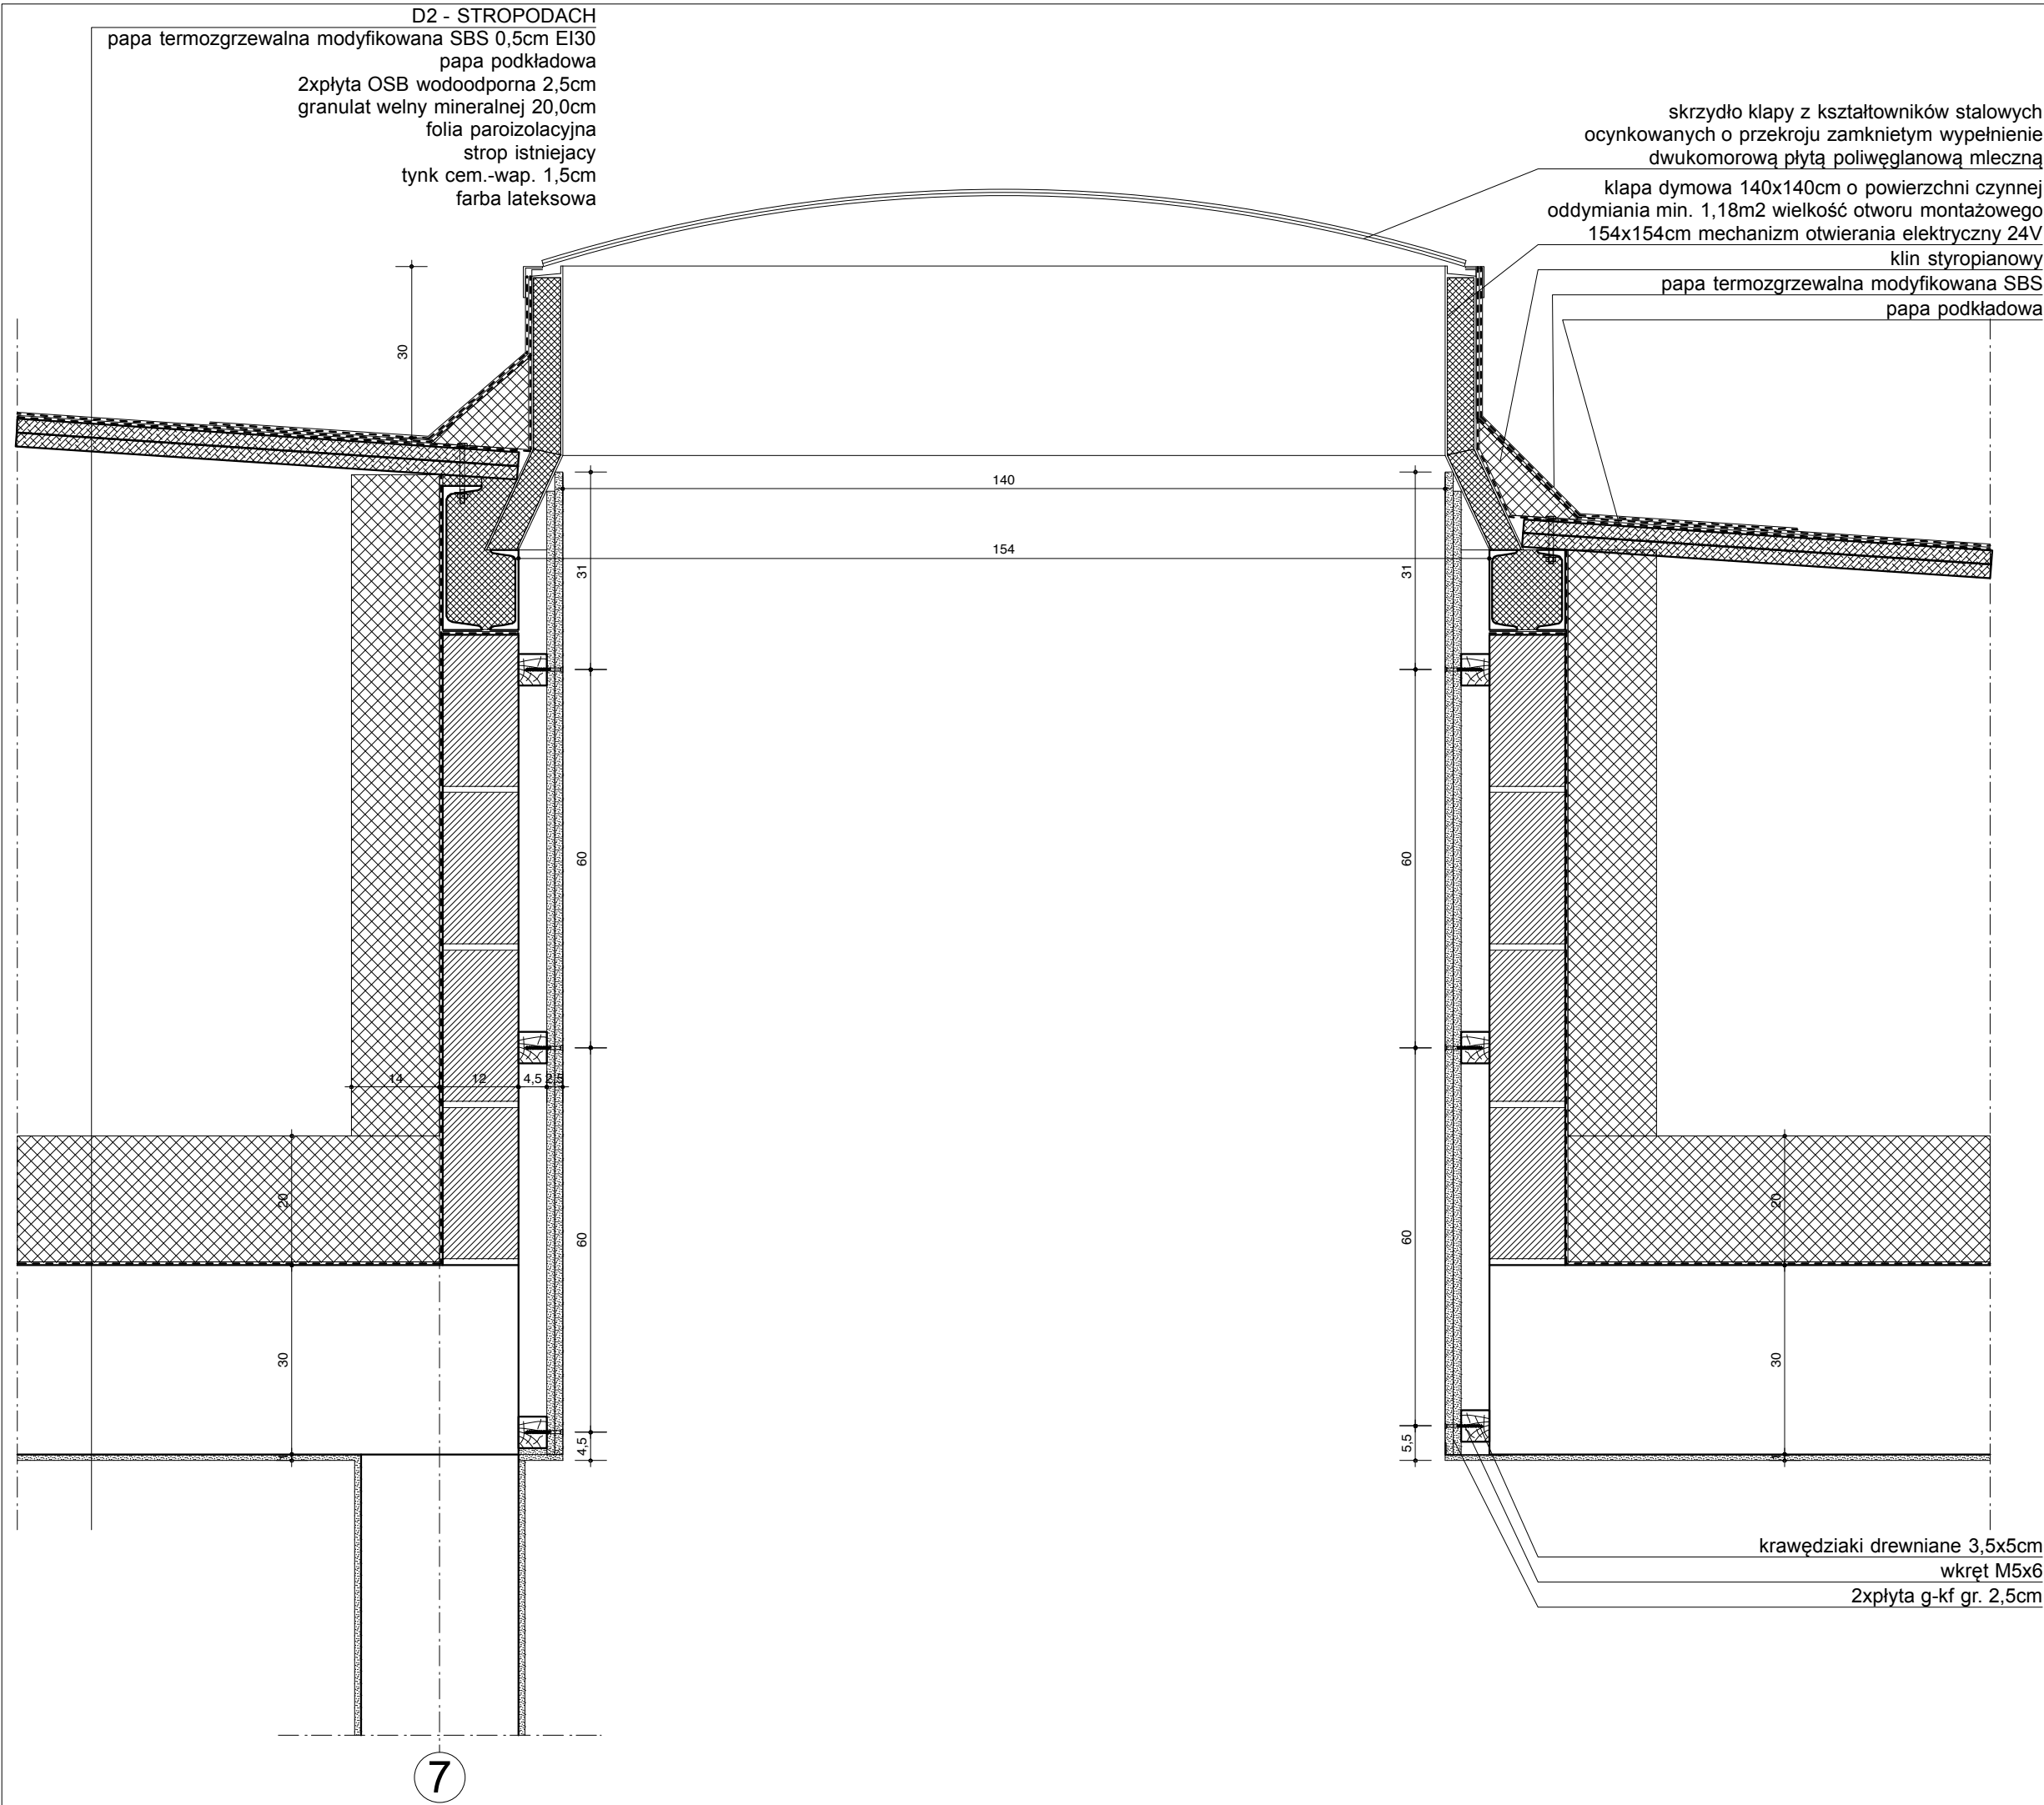 D2 - STROPODACH
papa termozgrzewalna modyfikowana SBS 0,5cm EI30
papa podkładowa
2xpłyta OSB wodoodporna 2,5cm
granulat welny mineralnej 20,0cm
folia paroizolacyjna
strop istniejacy
tynk cem.-wap. 1,5cm
farba lateksowa
skrzydło klapy z kształtowników stalowych
ocynkowanych o przekroju zamknietym wypełnienie
dwukomorową płytą poliwęglanową mleczną
klapa dymowa 140x140cm o powierzchni czynnej
oddymiania min. 1,18m2 wielkość otworu montażowego
154x154cm mechanizm otwierania elektryczny 24V
klin styropianowy
papa termozgrzewalna modyfikowana SBS
papa podkładowa
30
140
154
31
31
60
60
14
12
4,5
2,5
20
20
60
60
30
30
4,5
5,5
1
1
krawędziaki drewniane 3,5x5cm
wkręt M5x6
2xpłyta g-kf gr. 2,5cm
7